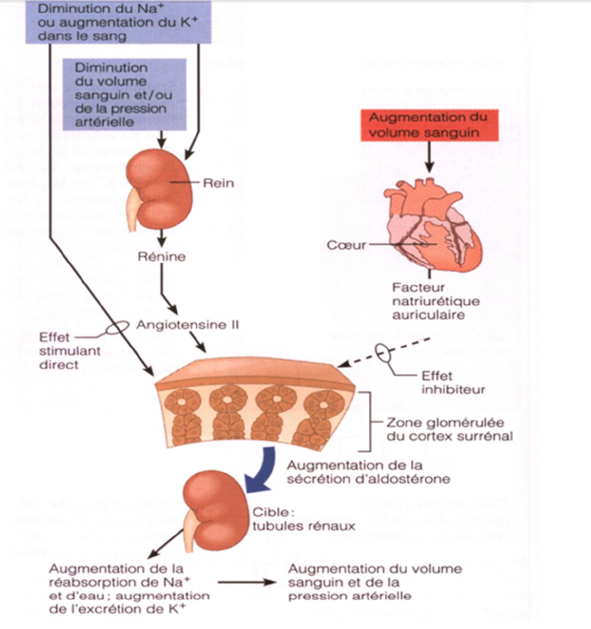 Diminution du Na⁺
ou augmentation du K⁺
dans le sang
Diminution
du volume
sanguin et/ou
de la pression
artérielle
Augmentation du
volume sanguin
Rein
Cœur
Rénine
Facteur
natriurétique
auriculaire
Angiotensine II
Effet
stimulant
direct
Effet
inhibiteur
Zone glomérulée
du cortex surrénal
Augmentation de la
sécrétion d'aldostérone
Cible:
tubules rénaux
Augmentation de la
réabsorption de Na⁺
et d'eau; augmentation
de l'excrétion de K⁺
Augmentation du volume
sanguin et de la
pression artérielle